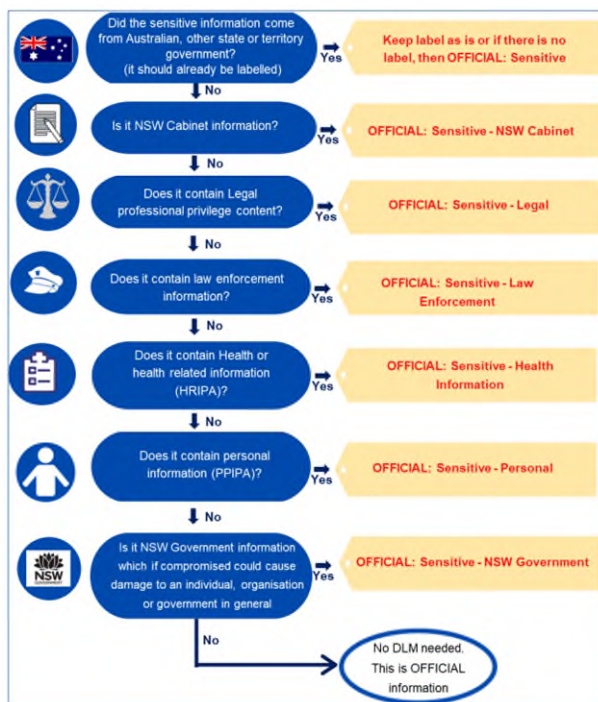 Did the sensitive information come
from Australian, other state or territory
government?
(it should already be labelled)
Yes
Keep label as is or if there is no
label, then OFFICIAL: Sensitive
No
Is it NSW Cabinet information?
Yes
OFFICIAL: Sensitive - NSW Cabinet
No
Does it contain Legal
professional privilege content?
Yes
OFFICIAL: Sensitive - Legal
No
Does it contain law enforcement
information?
Yes
OFFICIAL: Sensitive - Law
Enforcement
No
Does it contain Health or
health related information
(HRIPA)?
Yes
OFFICIAL: Sensitive - Health
Information
No
Does it contain personal
information (PPIPA)?
Yes
OFFICIAL: Sensitive - Personal
No
NSW
GOVERNMENT
Is it NSW Government information
which if compromised could cause
damage to an individual, organisation
or government in general
Yes
OFFICIAL: Sensitive - NSW Government
No
No DLM needed.
This is OFFICIAL
information